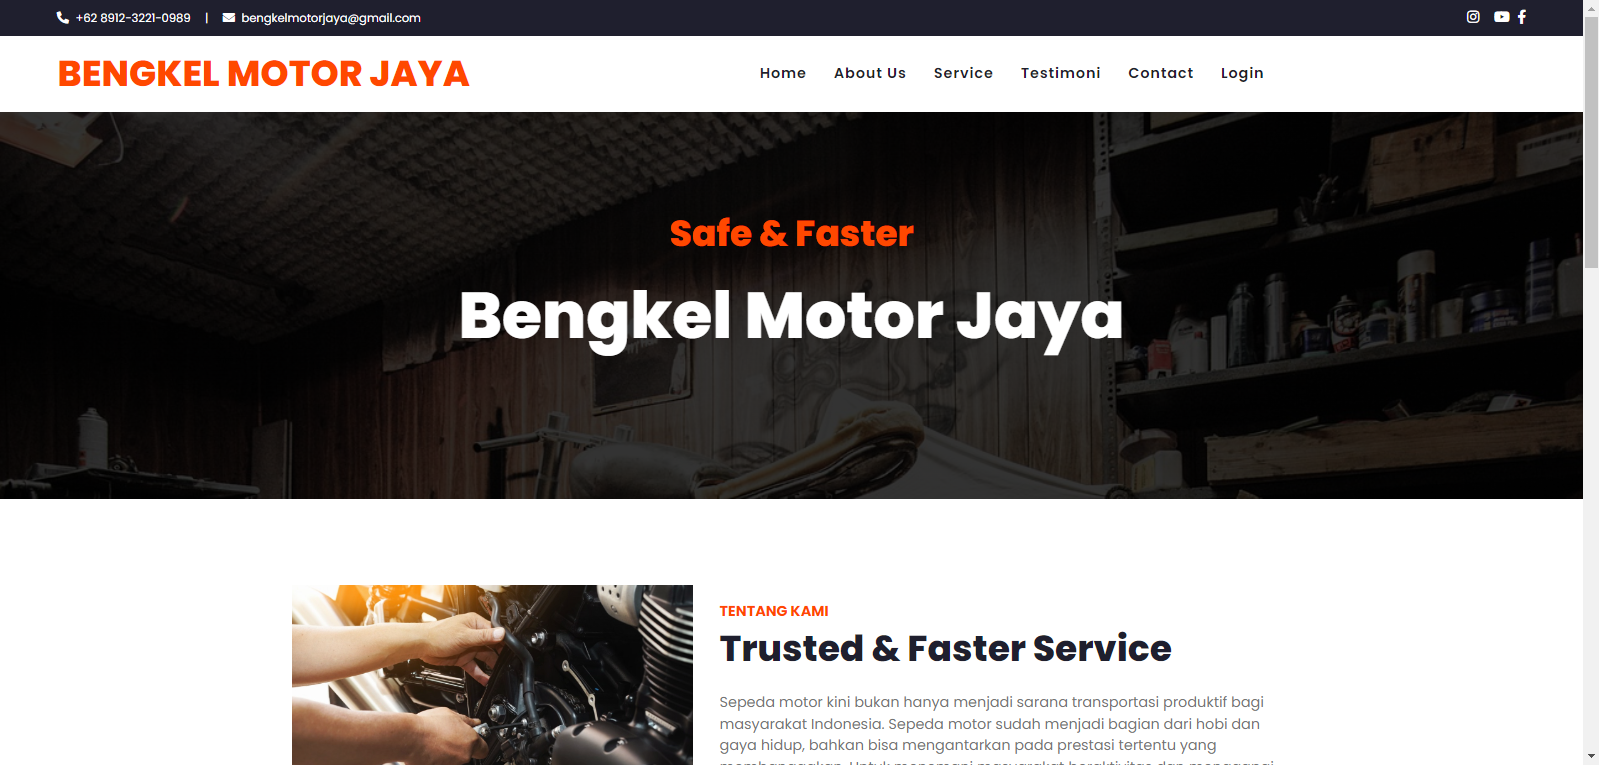 +62 8912-3221-0989 | bengkelmotorjaya@gmail.com
BENGKEL MOTOR JAYA
Home About Us Service Testimoni Contact Login
Safe & Faster
Bengkel Motor Jaya
TENTANG KAMI
Trusted & Faster Service
Sepeda motor kini bukan hanya menjadi sarana transportasi produktif bagi
masyarakat Indonesia. Sepeda motor sudah menjadi bagian dari hobi dan
gaya hidup, bahkan bisa mengantarkan pada prestasi tertentu yang